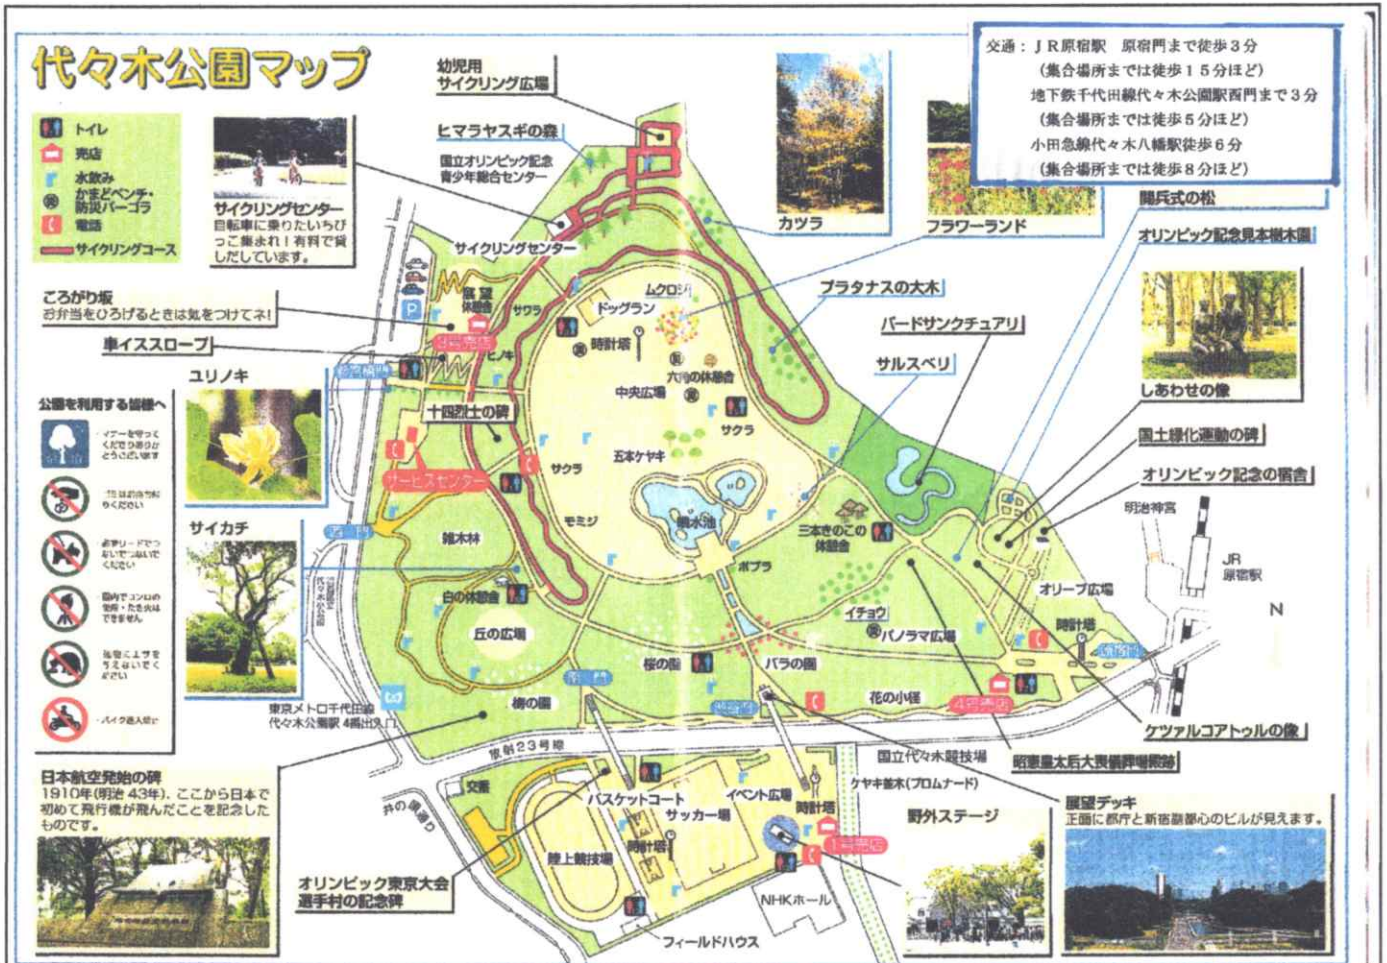 代々木公園マップ
トイレ
売店
水飲み
かまどベンチ・
防災パーゴラ
電話
サイクリングコース
サイクリングセンター
自転車に乗りたいちび
っこ集まれ!有料で貸
しだしています。
幼児用
サイクリング広場
ヒマラヤスギの森
国立オリンピック記念
青少年総合センター
サイクリングセンター
カツラ
フラワーランド
交通:JR原宿駅 原宿門まで徒歩3分
(集合場所までは徒歩15分ほど)
地下鉄千代田線代々木公園駅西門まで3分
(集合場所まで徒歩5分ほど)
小田急線代々木八幡駅徒歩6分
(集合場所まで徒歩8分ほど)
閲兵式の松
オリンピック記念見本樹木園
ころがり坂
お弁当をひろげるときは気をつけてネ!
車イススロープ
ユリノキ
サイカチ
公園を利用する皆様へ
マナーを守って
展望
休憩舎
3号売店
サワラ
ヒノキ
P
ドッグラン
ムクロジ
時計塔
六角の休憩舎
中央広場
サクラ
プラタナスの大木
バードサンクチュアリ
サルスベリ
しあわせの像
国土緑化運動の碑
オリンピック記念の宿舎
明治神宮
JR
原宿駅
N
十四烈士の碑
サービスセンター
サクラ
五本ケヤキ
モミジ
噴水池
雑木林
三本きのこの
休憩舎
ポプラ
白の休憩舎
丘の広場
イチョウ
パノラマ広場
オリーブ広場
時計塔
桜の園
バラの園
梅の園
花の小径
4号売店
東京メトロ千代田線
代々木公園駅 4番出入口
放射23号線
国立代々木競技場
ケヤキ並木(プロムナード)
ケツァルコアトゥルの像
昭憲皇太后大喪儀葬場殿跡
日本航空発始の碑
1910年(明治43年)、ここから日本で
初めて飛行機が飛んだことを記念した
ものです。
交番
井の頭通り
バスケットコート
サッカー場
イベント広場
時計塔
時計塔
陸上競技場
1号売店
野外ステージ
展望デッキ
正面に都庁と新宿副都心のビルが見えます。
オリンピック東京大会
選手村の記念碑
NHKホール
フィールドハウス